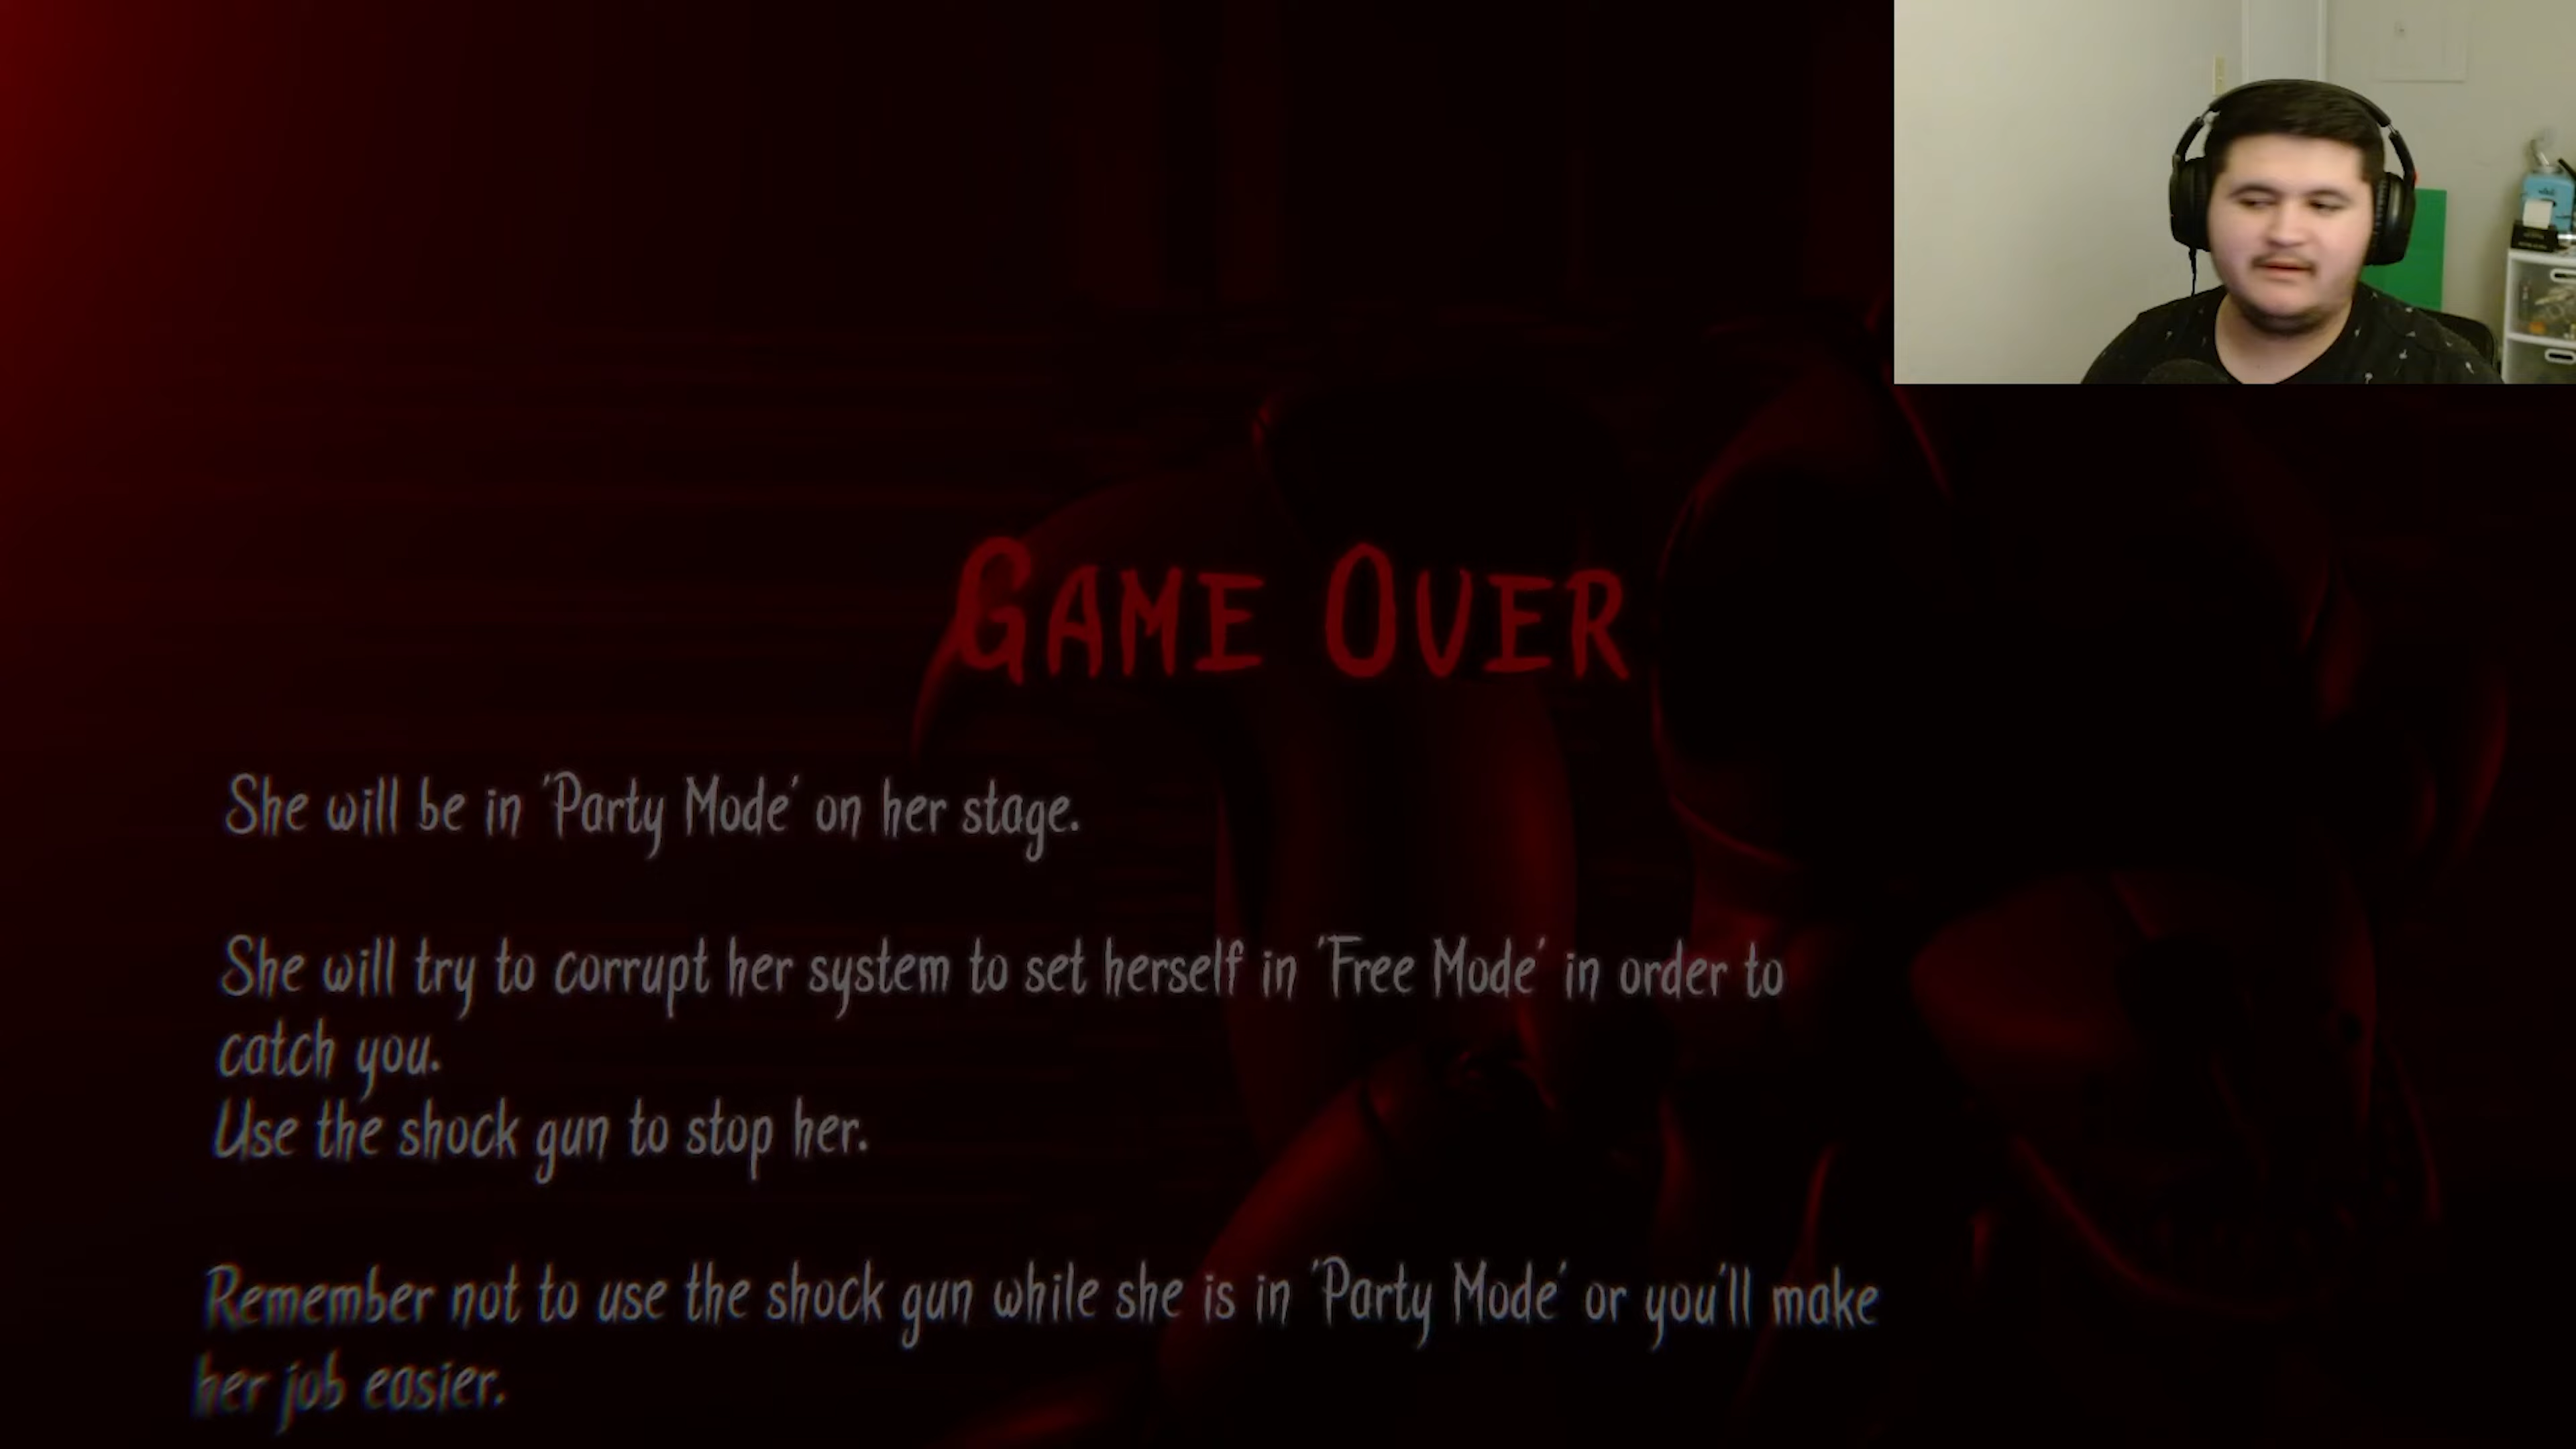 GAME OVER
She will be in 'Party Mode' on her stage.
She will try to corrupt her system to set herself in 'Free Mode' in order to
catch you.
Use the shock gun to stop her.
Remember not to use the shock gun while she is in 'Party Mode' or you'll make
her job easier.